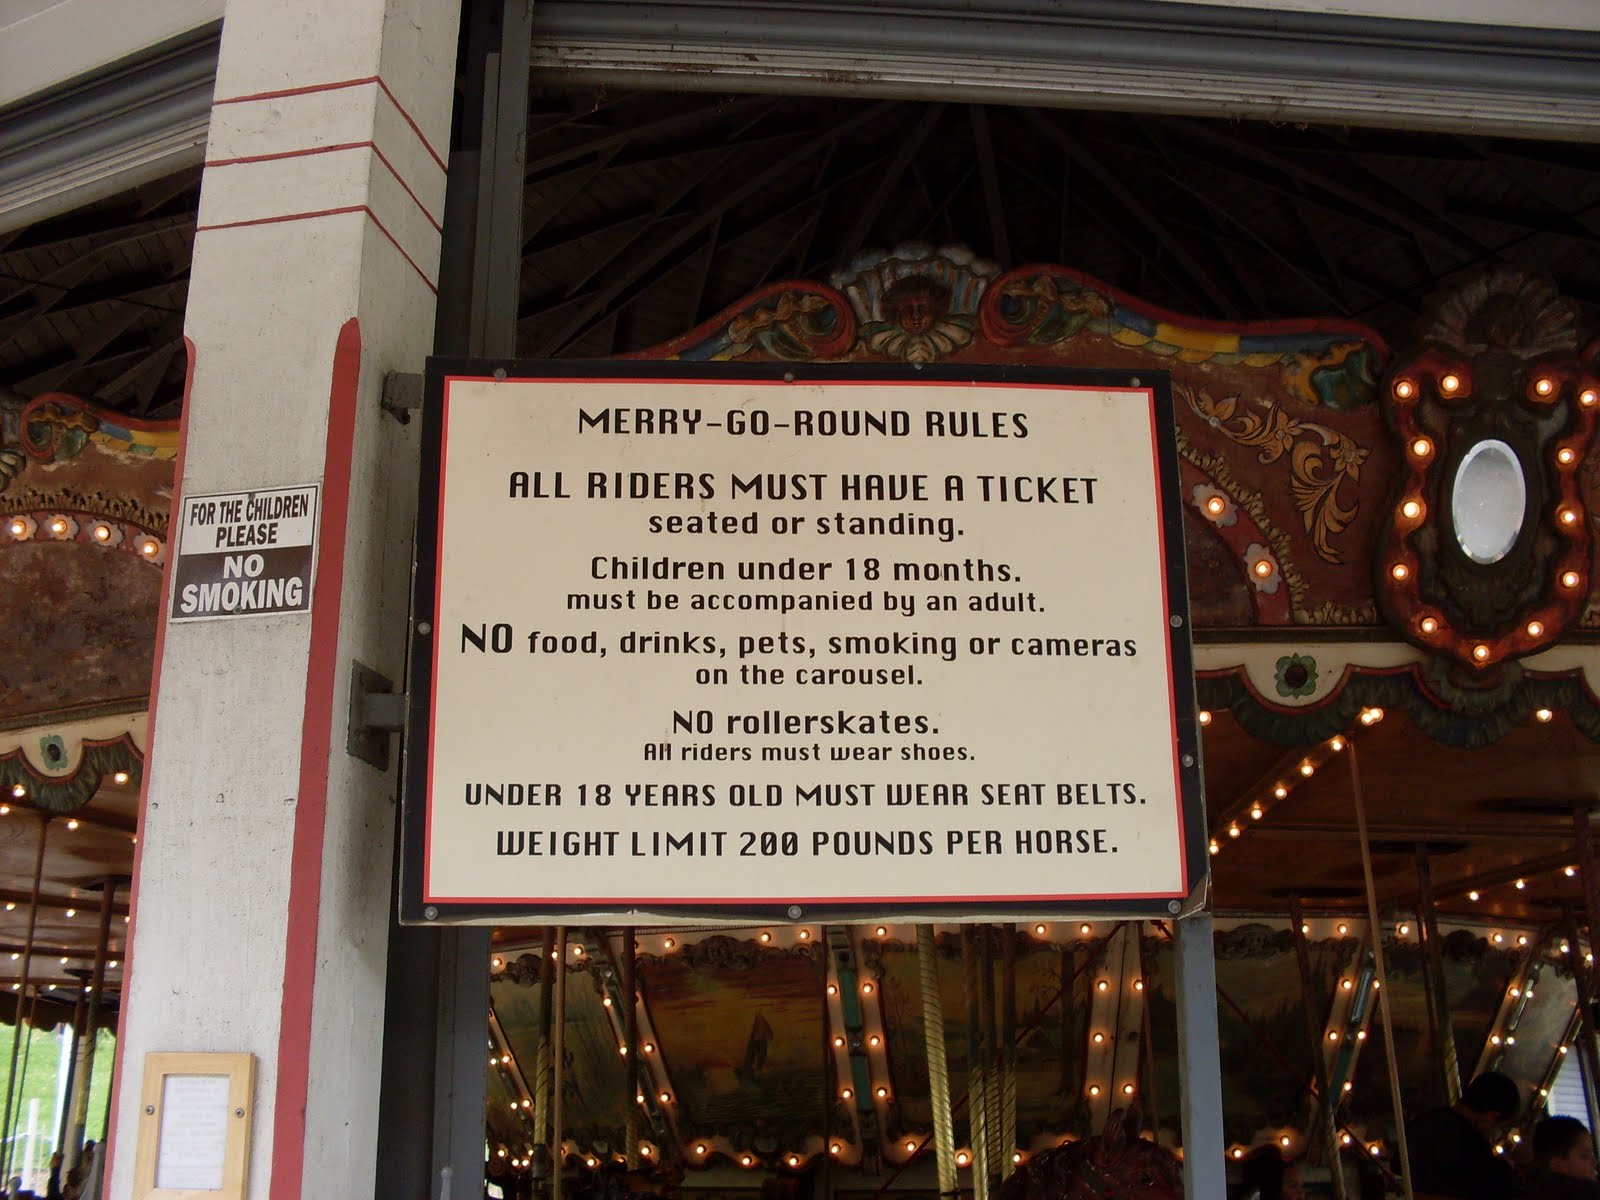 MERRY-GO-ROUND RULES
ALL RIDERS MUST HAVE A TICKET
seated or standing.
Children under 18 months.
must be accompanied by an adult.
NO food, drinks, pets, smoking or cameras
on the carousel.
NO rollerskates.
All riders must wear shoes.
UNDER 18 YEARS OLD MUST WEAR SEAT BELTS.
WEIGHT LIMIT 200 POUNDS PER HORSE.
FOR THE CHILDREN
PLEASE
NO
SMOKING